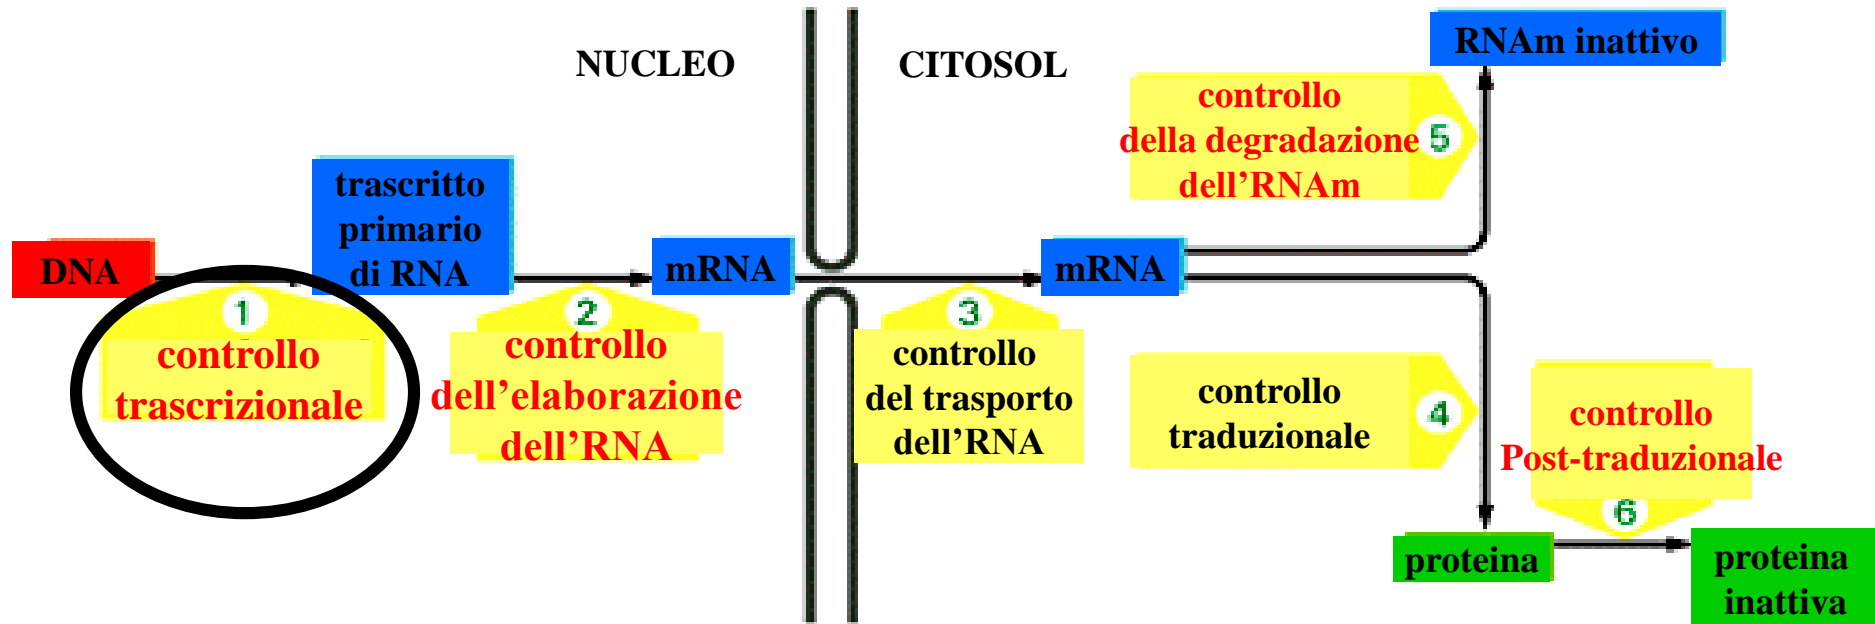 NUCLEO
CITOSOL
RNAm inattivo
controllo
della degradazione
dell’RNAm
5
trascritto
primario
di RNA
DNA
mRNA
mRNA
1
controllo
trascrizionale
2
controllo
dell’elaborazione
dell’RNA
3
controllo
del trasporto
dell’RNA
controllo
traduzionale
4
controllo
Post-traduzionale
6
proteina
proteina
inattiva